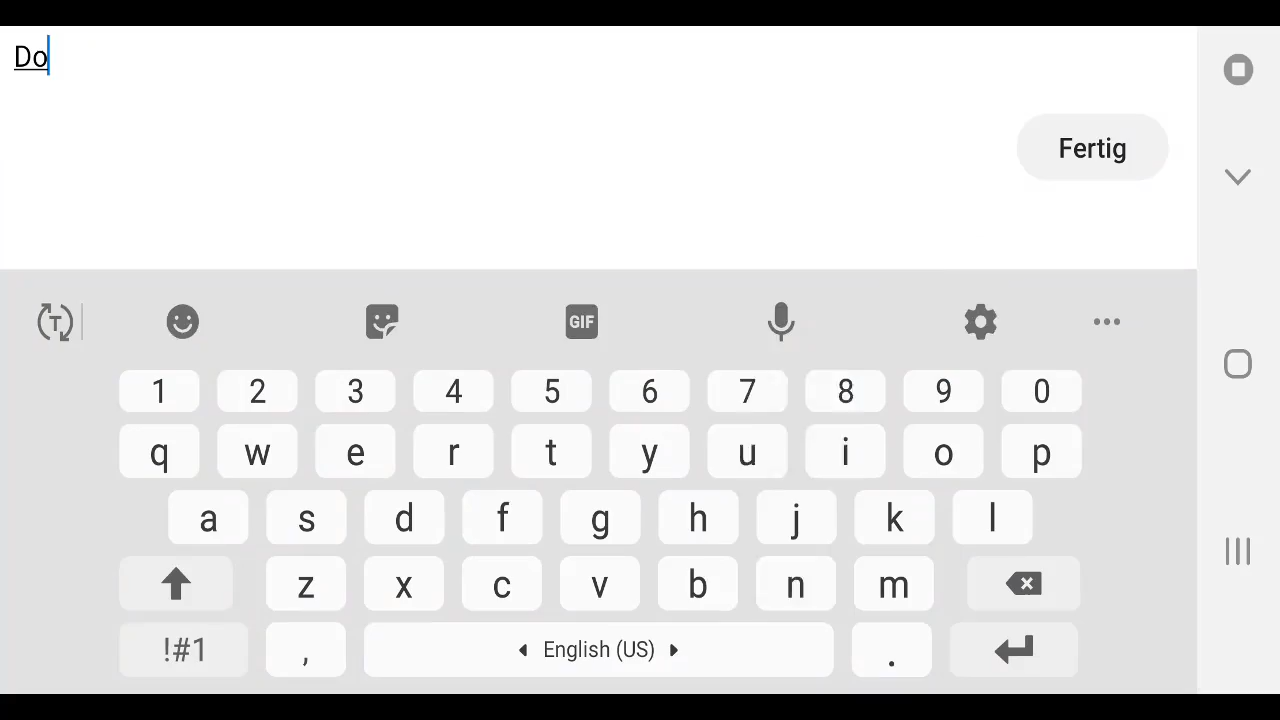 Do
Fertig
T
GIF
1 2 3 4 5 6 7 8 9 0
q w e r t y u i o p
a s d f g h j k l
z x c v b n m
!#1 , English (US) .